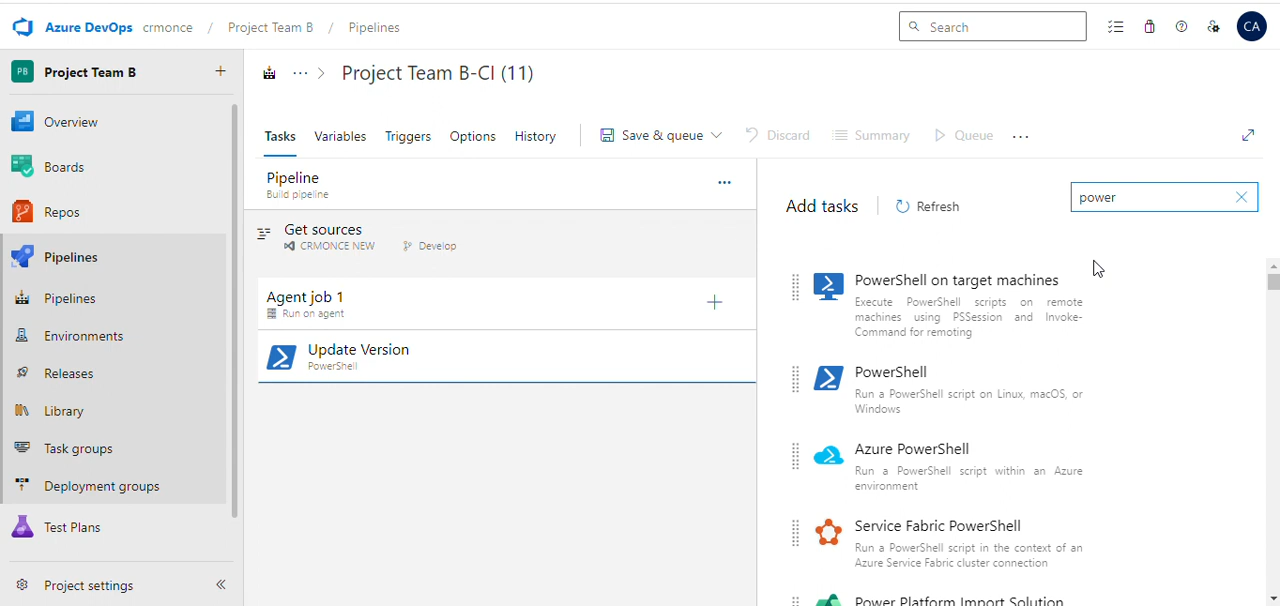 Azure DevOps crmonce / Project Team B / Pipelines
Search
CA
PB Project Team B
Overview
Boards
Repos
Pipelines
Pipelines
Environments
Releases
Library
Task groups
Deployment groups
Test Plans
Project settings
··· > Project Team B-CI (11)
Tasks Variables Triggers Options History Save & queue Discard Summary Queue ···
Pipeline
Build pipeline
Get sources
CRMONCE NEW Develop
Agent job 1
Run on agent
Update Version
PowerShell
Add tasks Refresh power
PowerShell on target machines
Execute PowerShell scripts on remote
machines using PSSession and Invoke-
Command for remoting
PowerShell
Run a PowerShell script on Linux, macOS, or
Windows
Azure PowerShell
Run a PowerShell script within an Azure
environment
Service Fabric PowerShell
Run a PowerShell script in the context of an
Azure Service Fabric cluster connection
Power Platform Import Solution